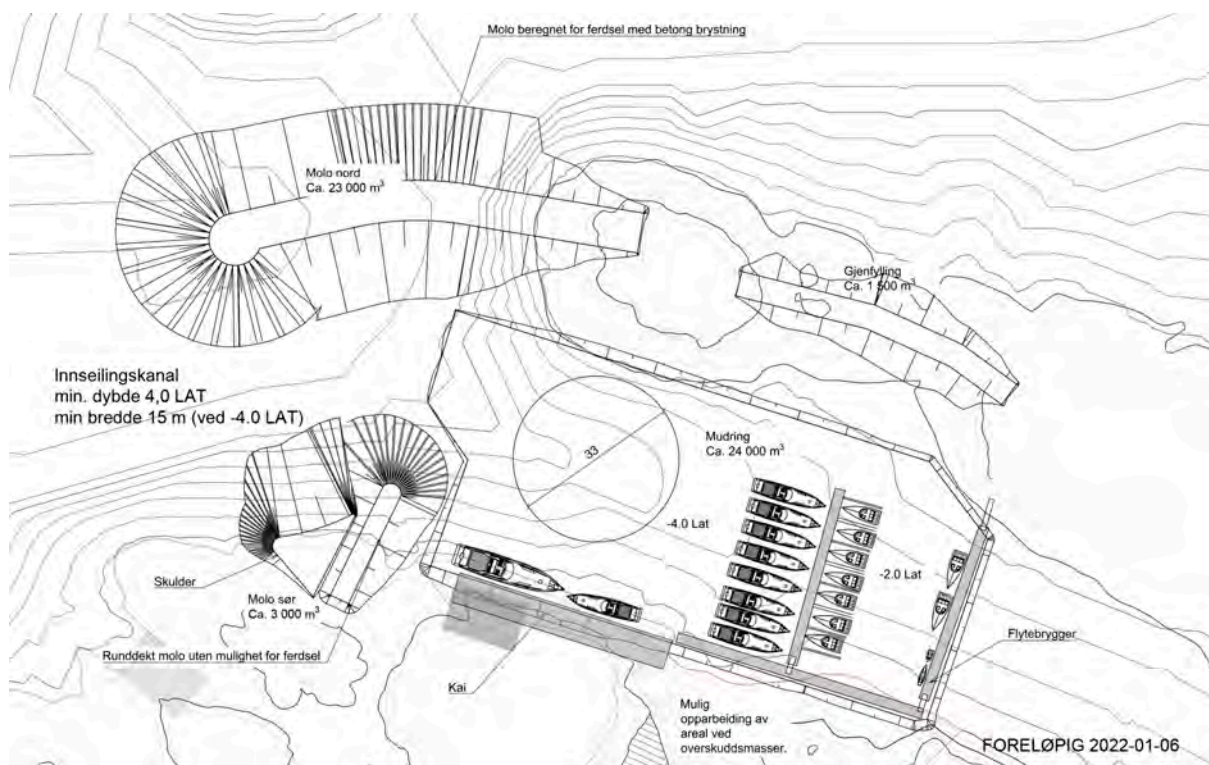 Molo beregnet for ferdsel med betong brystning
Molo nord
Ca. 23 000 m³
Gjenfylling
Ca. 1 500 m³
Innseilingskanal
min. dybde 4,0 LAT
min bredde 15 m (ved -4.0 LAT)
33
Mudring
Ca. 24 000 m³
-4.0 Lat
-2.0 Lat
Skulder
Molo sør
Ca. 3 000 m³
Runddekt molo uten mulighet for ferdsel
Flytebrygger
Kai
Mulig
opparbeiding av
areal ved
overskuddsmasser.
FORELØPIG 2022-01-06